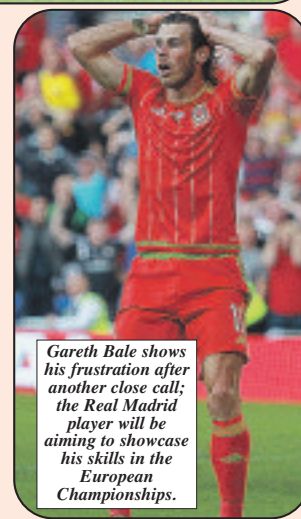 Gareth Bale shows
his frustration after
another close call;
the Real Madrid
player will be
aiming to showcase
his skills in the
European
Championships.